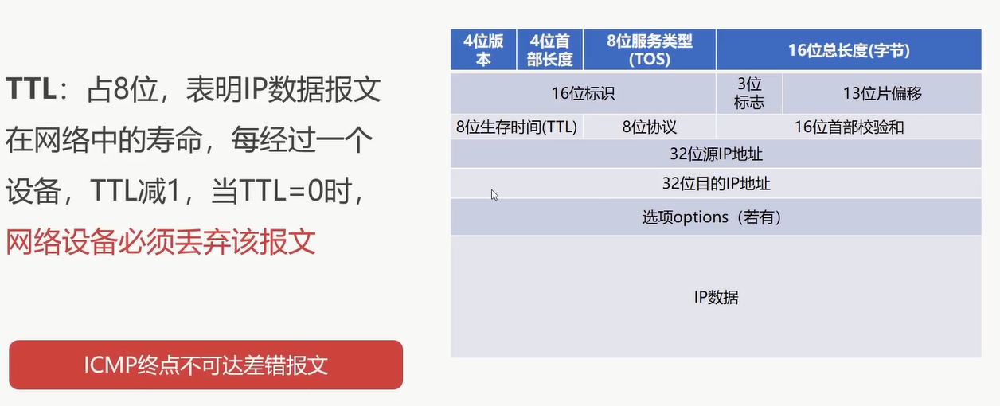 TTL：占8位，表明IP数据报文
在网络中的寿命，每经过一个
设备，TTL减1，当TTL=0时，
网络设备必须丢弃该报文
ICMP终点不可达差错报文
4位版
本
4位首
部长度
8位服务类型
(TOS)
16位总长度(字节)
16位标识
3位
标志
13位片偏移
8位生存时间(TTL)
8位协议
16位首部校验和
32位源IP地址
32位目的IP地址
选项options（若有）
IP数据